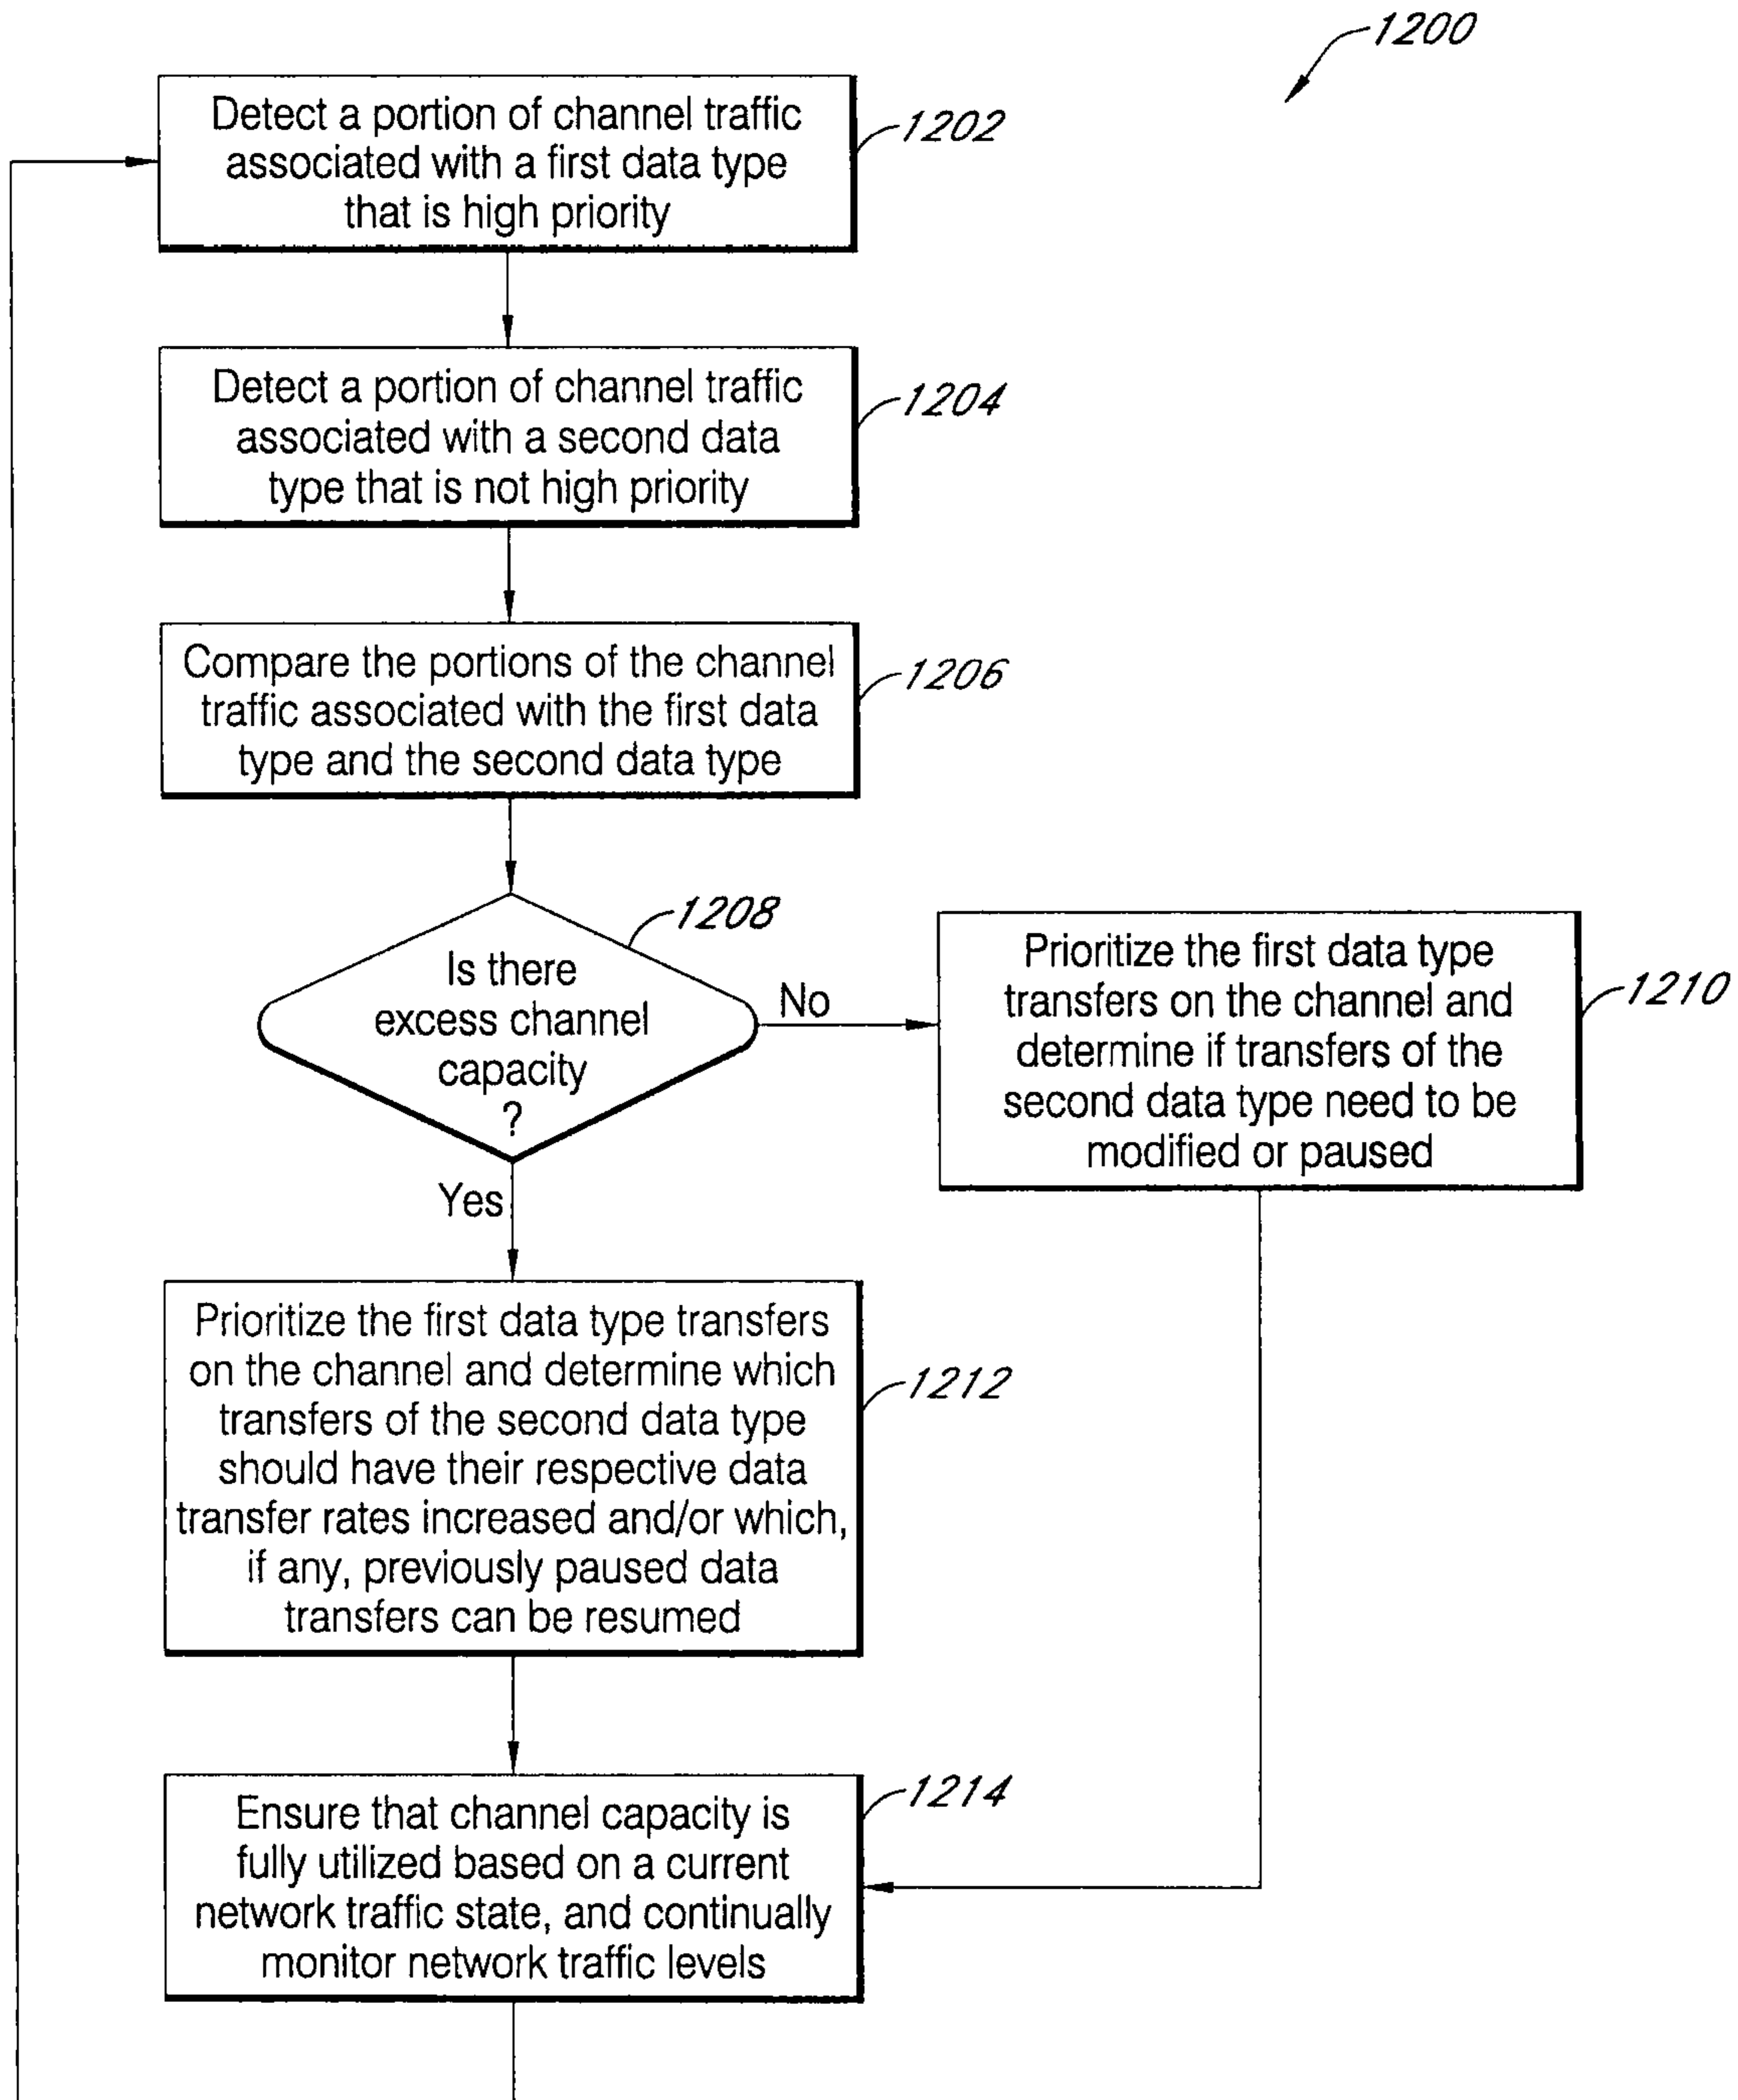 1200
Detect a portion of channel traffic
associated with a first data type
that is high priority
1202
Detect a portion of channel traffic
associated with a second data
type that is not high priority
1204
Compare the portions of the channel
traffic associated with the first data
type and the second data type
1206
1208
Is there
excess channel
capacity
?
No
Yes
Prioritize the first data type
transfers on the channel and
determine if transfers of the
second data type need to be
modified or paused
1210
Prioritize the first data type transfers
on the channel and determine which
transfers of the second data type
should have their respective data
transfer rates increased and/or which,
if any, previously paused data
transfers can be resumed
1212
Ensure that channel capacity is
fully utilized based on a current
network traffic state, and continually
monitor network traffic levels
1214